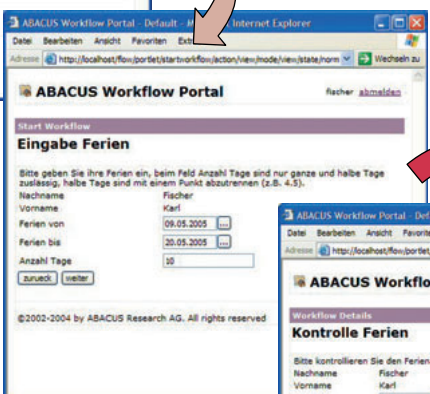 ABACUS Workflow Portal - Default - M Internet Explorer
Datei Bearbeiten Ansicht Favoriten Ext
Adresse http://localhost/flow/portlet/startworkflow/action/view/mode/view/state/norm Wechseln zu
ABACUS Workflow Portal
fischer abmelden
Start Workflow
Eingabe Ferien
Bitte geben Sie ihre Ferien ein, beim Feld Anzahl Tage sind nur ganze und halbe Tage
zulässig, halbe Tage sind mit einem Punkt abzutrennen (z.B. 4.5).
Nachname Fischer
Vorname Karl
Ferien von 09.05.2005 ...
Ferien bis 20.05.2005 ...
Anzahl Tage 10
zurueck weiter
©2002-2004 by ABACUS Research AG. All rights reserved
ABACUS Workflow Portal - Def
Datei Bearbeiten Ansicht Favorite
Adresse http://localhost/flow/portlet
ABACUS Workflo
Workflow Details
Kontrolle Ferien
Bitte kontrollieren Sie den Ferien
Nachname Fischer
Vorname Karl